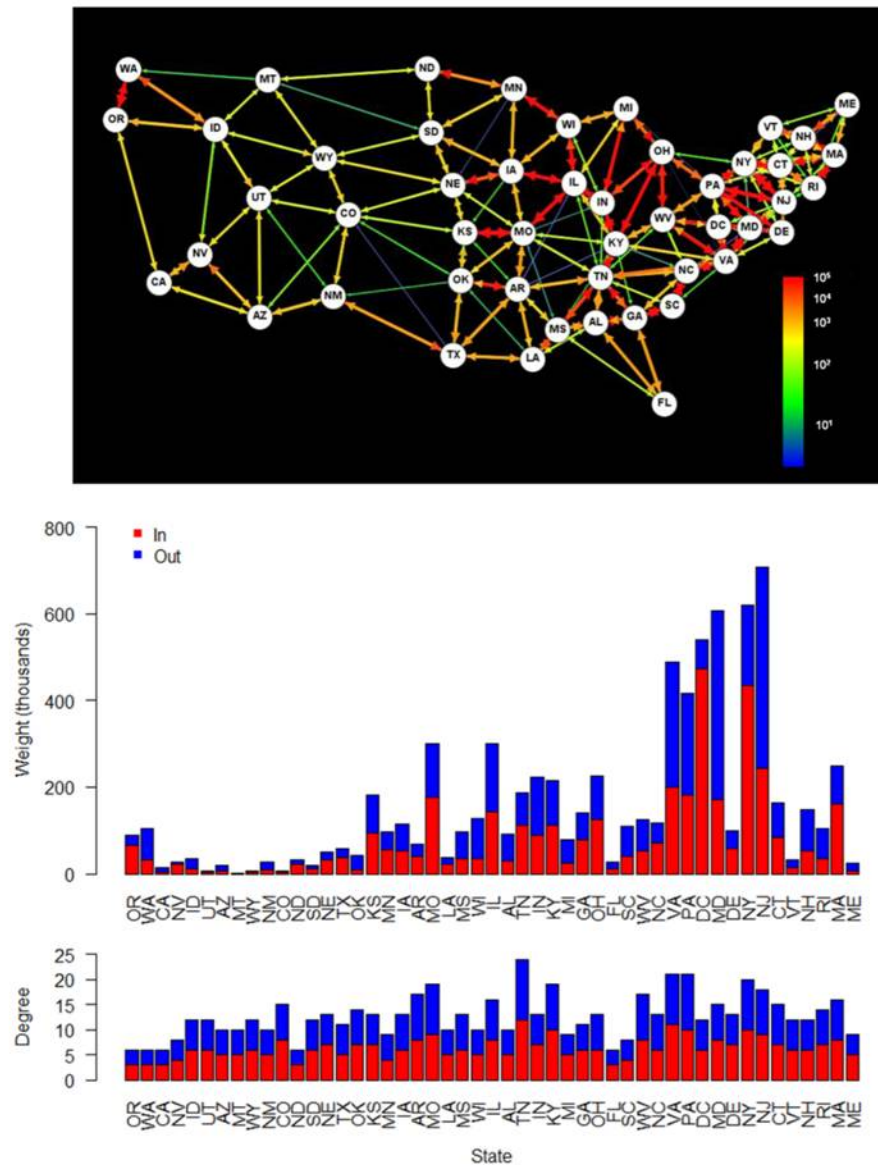 WA
MT
ND
MN
OR
ID
SD
WI
MI
ME
VT
NH
WY
OH
NY
CT
MA
UT
NE
IA
IL
IN
PA
RI
CO
KS
MO
KY
WV
DC
MD
NJ
DE
NV
CA
NM
OK
AR
TN
NC
VA
AZ
MS
AL
GA
SC
TX
LA
FL
10⁵
10⁴
10³
10²
10¹
In
Out
Weight (thousands)
800
600
400
200
0
OR WA CA NV ID UT AZ MT WY NM CO ND SD NE TX OK KS MN IA AR MO LA MS WI IL AL TN IN KY MI GA OH FL SC WV NC VA PA DC MD DE NY NJ CT VT NH RI MA ME
Degree
25
20
15
10
5
0
OR WA CA NV ID UT AZ MT WY NM CO ND SD NE TX OK KS MN IA AR MO LA MS WI IL AL TN IN KY MI GA OH FL SC WV NC VA PA DC MD DE NY NJ CT VT NH RI MA ME
State